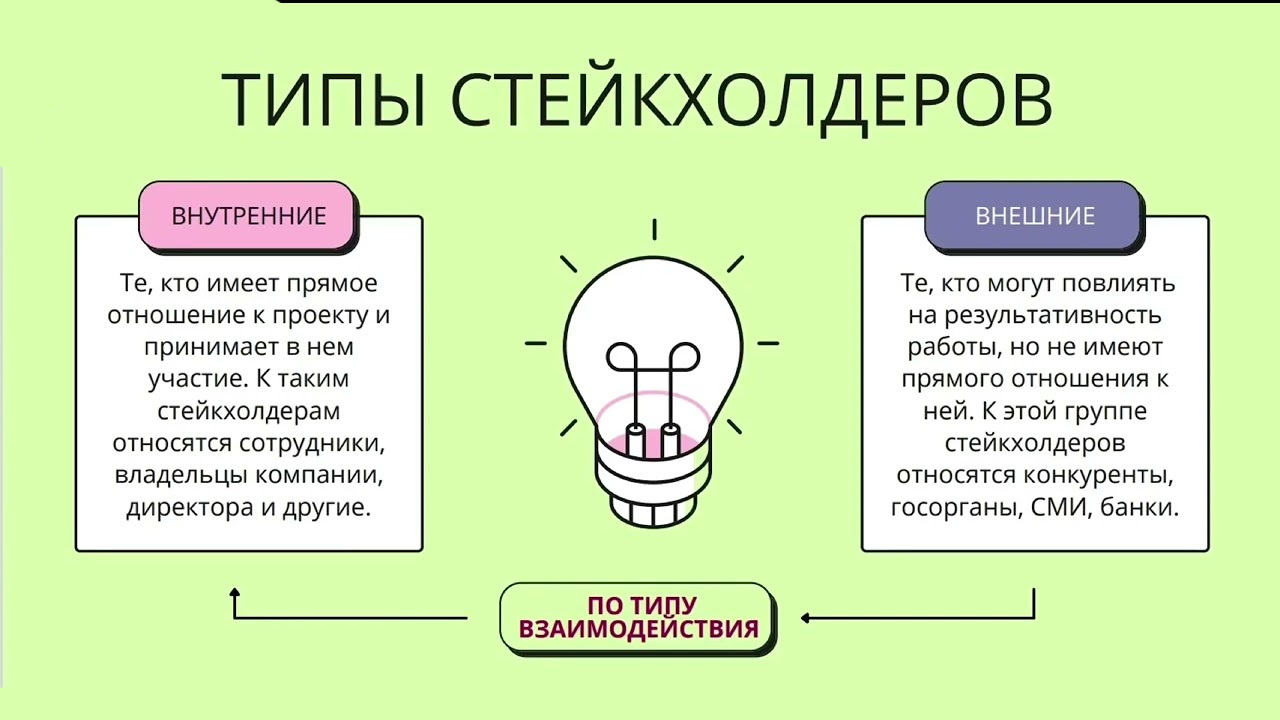 ТИПЫ СТЕЙКХОЛДЕРОВ
ВНУТРЕННИЕ
Те, кто имеет прямое
отношение к проекту и
принимает в нем
участие. К таким
стейкхолдерам
относятся сотрудники,
владельцы компании,
директора и другие.
ВНЕШНИЕ
Те, кто могут повлиять
на результативность
работы, но не имеют
прямого отношения к
ней. К этой группе
стейкхолдеров
относятся конкуренты,
госорганы, СМИ, банки.
ПО ТИПУ
ВЗАИМОДЕЙСТВИЯ